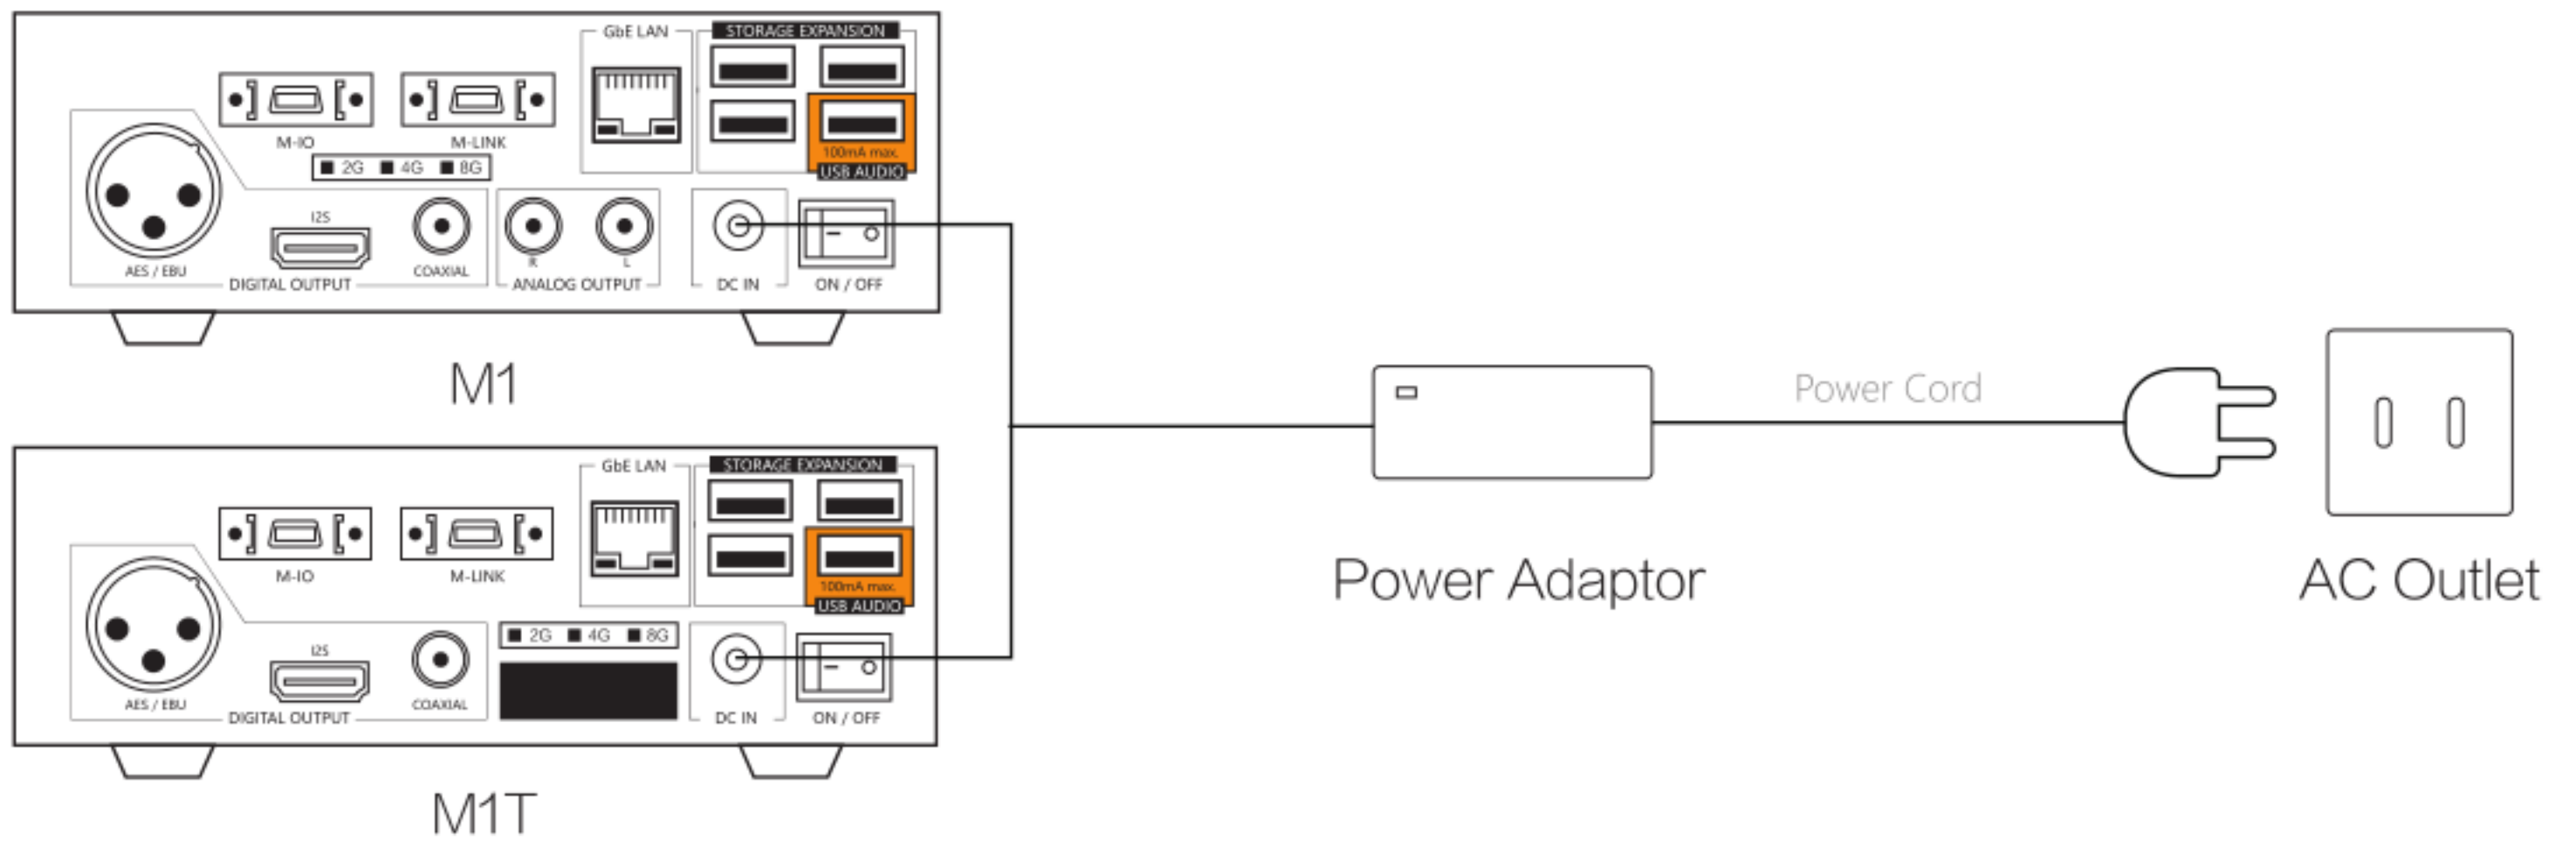 GbE LAN
STORAGE EXPANSION
M-IO
M-LINK
100mA max.
USB AUDIO
2G 4G 8G
I2S
AES / EBU
COAXIAL
DIGITAL OUTPUT
R
L
ANALOG OUTPUT
DC IN
ON / OFF
M1
GbE LAN
STORAGE EXPANSION
M-IO
M-LINK
100mA max.
USB AUDIO
2G 4G 8G
I2S
AES / EBU
COAXIAL
DIGITAL OUTPUT
DC IN
ON / OFF
M1T
Power Cord
Power Adaptor
AC Outlet